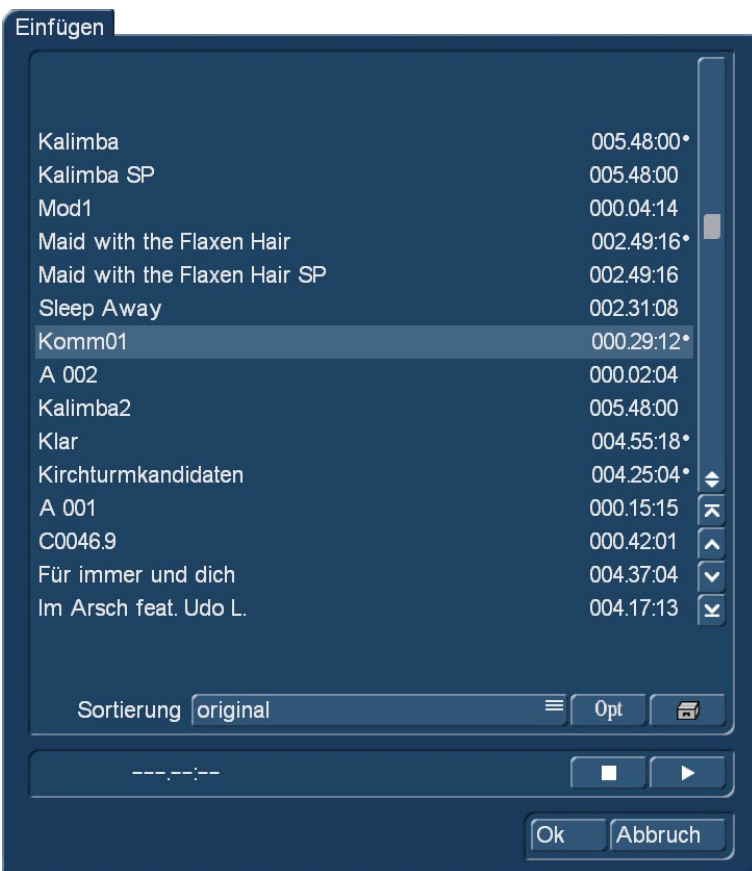 Einfügen
Kalimba 005.48:00•
Kalimba SP 005.48:00
Mod1 000.04:14
Maid with the Flaxen Hair 002.49:16•
Maid with the Flaxen Hair SP 002.49:16
Sleep Away 002.31:08
Komm01 000.29:12•
A 002 000.02:04
Kalimba2 005.48:00
Klar 004.55:18•
Kirchturmkandidaten 004.25:04•
A 001 000.15:15
C0046.9 000.42:01
Für immer und dich 004.37:04
Im Arsch feat. Udo L. 004.17:13
Sortierung original Opt
---.--:--
Ok Abbruch